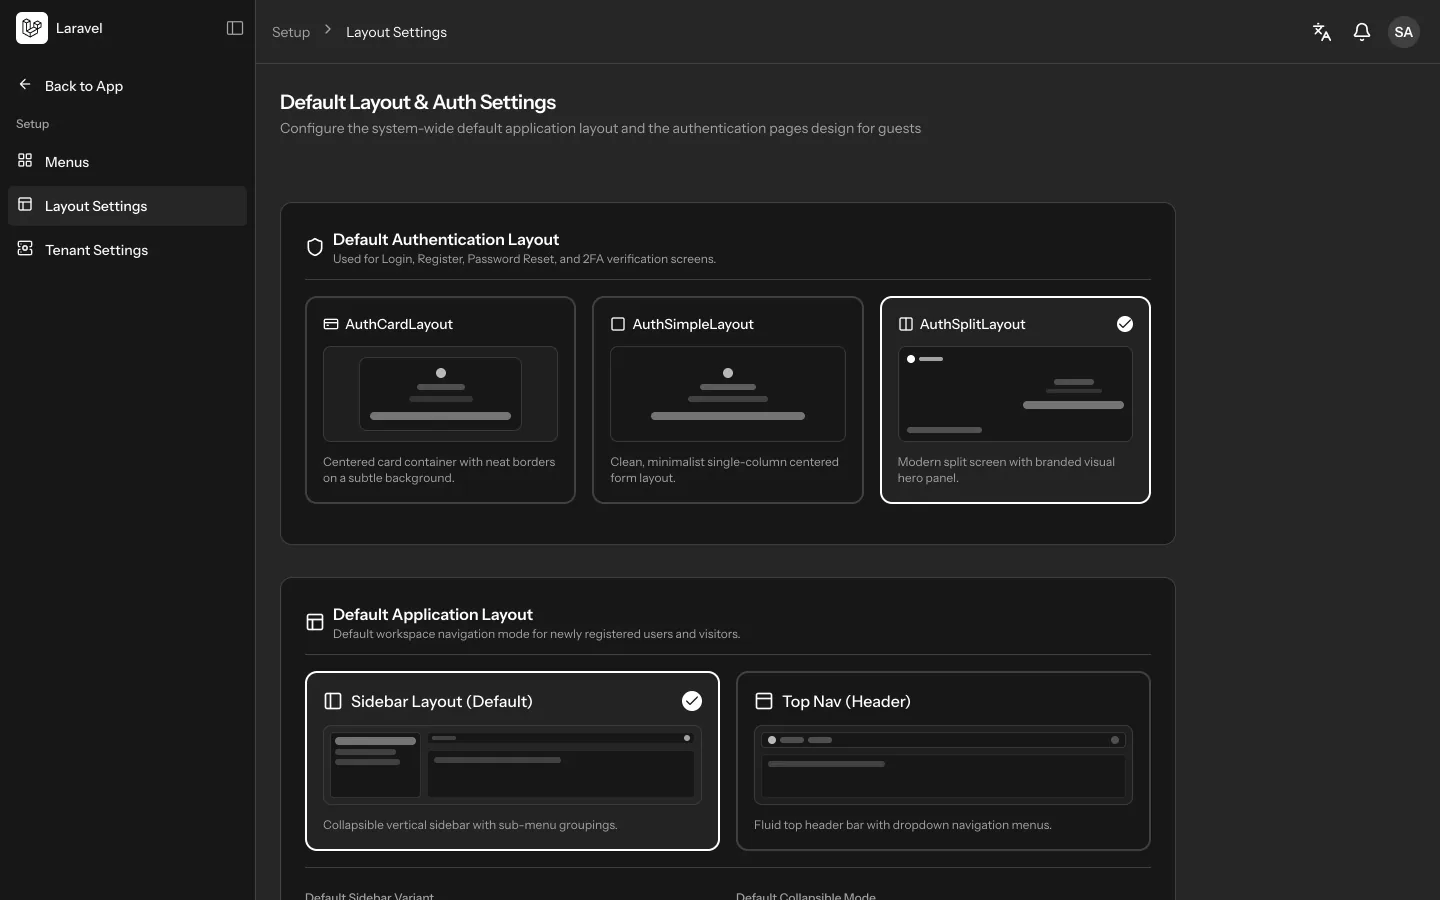 Laravel
Setup
Layout Settings
SA
Back to App
Setup
Menus
Layout Settings
Tenant Settings
Default Layout & Auth Settings
Configure the system-wide default application layout and the authentication pages design for guests
Default Authentication Layout
Used for Login, Register, Password Reset, and 2FA verification screens.
AuthCardLayout
Centered card container with neat borders
on a subtle background.
AuthSimpleLayout
Clean, minimalist single-column centered
form layout.
AuthSplitLayout
Modern split screen with branded visual
hero panel.
Default Application Layout
Default workspace navigation mode for newly registered users and visitors.
Sidebar Layout (Default)
Collapsible vertical sidebar with sub-menu groupings.
Top Nav (Header)
Fluid top header bar with dropdown navigation menus.
Default Sidebar Variant
Default Collapsible Mode